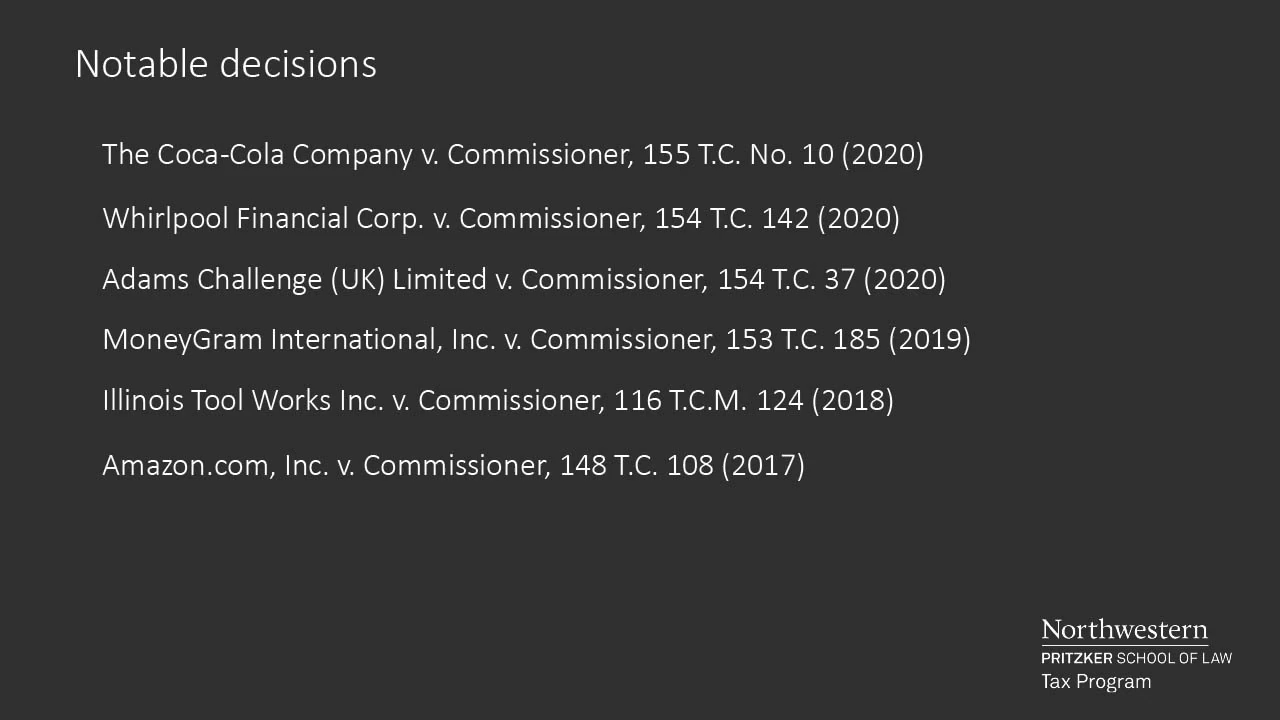 Notable decisions
The Coca-Cola Company v. Commissioner, 155 T.C. No. 10 (2020)
Whirlpool Financial Corp. v. Commissioner, 154 T.C. 142 (2020)
Adams Challenge (UK) Limited v. Commissioner, 154 T.C. 37 (2020)
MoneyGram International, Inc. v. Commissioner, 153 T.C. 185 (2019)
Illinois Tool Works Inc. v. Commissioner, 116 T.C.M. 124 (2018)
Amazon.com, Inc. v. Commissioner, 148 T.C. 108 (2017)
Northwestern
PRITZKER SCHOOL OF LAW
Tax Program